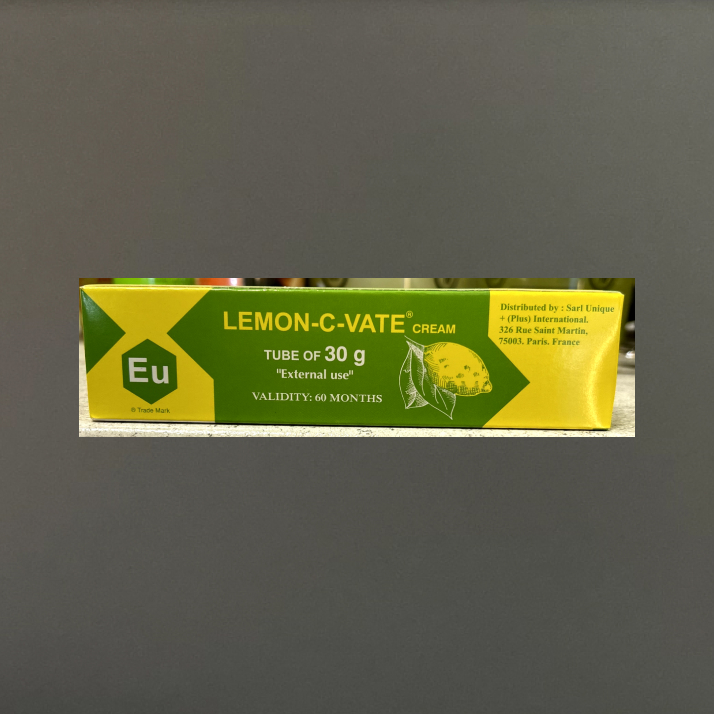 Eu
© Trade Mark
LEMON-C-VATE® CREAM
TUBE OF 30 g
"External use"
VALIDITY: 60 MONTHS
Distributed by : Sarl Unique
+ (Plus) International.
326 Rue Saint Martin,
75003. Paris. France